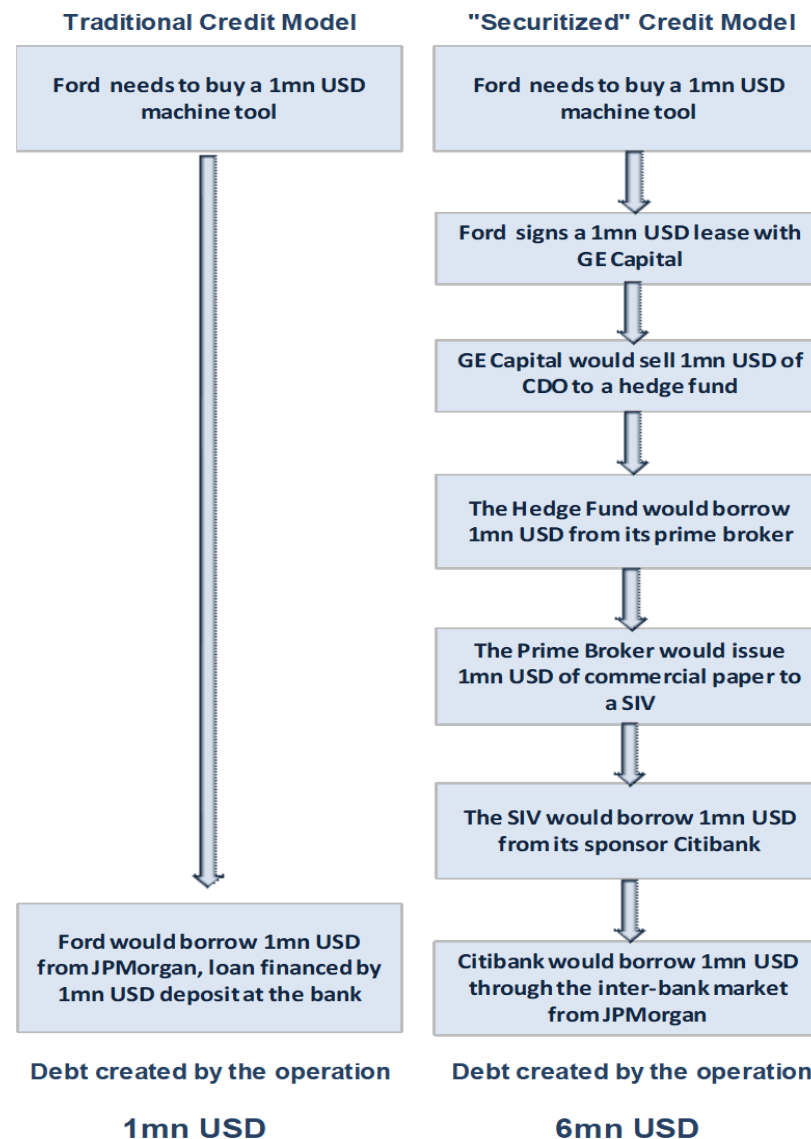 Traditional Credit Model
Ford needs to buy a 1mn USD
machine tool
Ford would borrow 1mn USD
from JPMorgan, loan financed by
1mn USD deposit at the bank
Debt created by the operation
1mn USD
"Securitized" Credit Model
Ford needs to buy a 1mn USD
machine tool
Ford signs a 1mn USD lease with
GE Capital
GE Capital would sell 1mn USD of
CDO to a hedge fund
The Hedge Fund would borrow
1mn USD from its prime broker
The Prime Broker would issue
1mn USD of commercial paper to
a SIV
The SIV would borrow 1mn USD
from its sponsor Citibank
Citibank would borrow 1mn USD
through the inter-bank market
from JPMorgan
Debt created by the operation
6mn USD